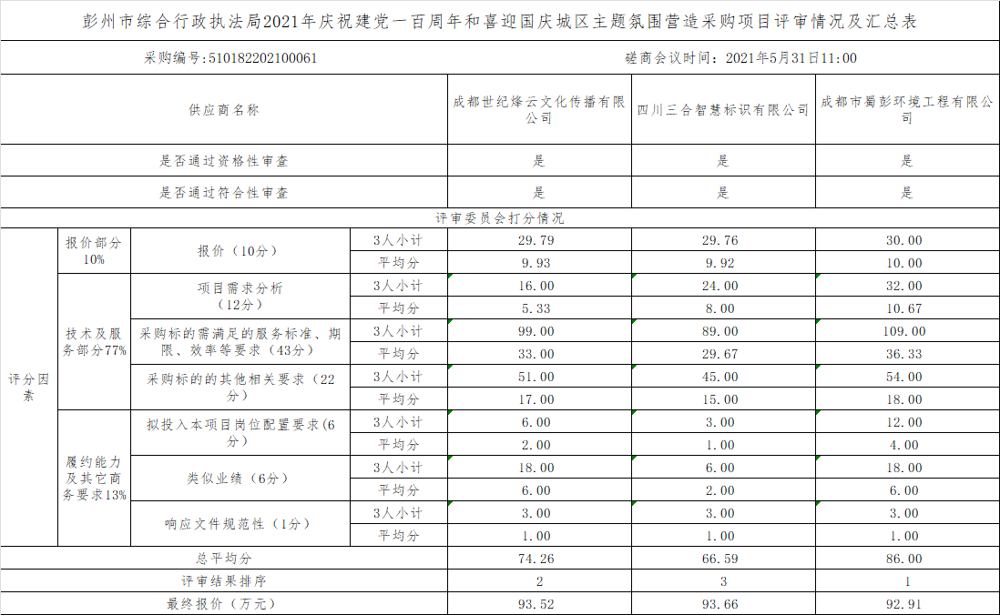 彭州市综合行政执法局2021年庆祝建党一百周年和喜迎国庆城区主题氛围营造采购项目评审情况及汇总表
采购编号:510182202100061 磋商会议时间：2021年5月31日11:00
供应商名称
成都世纪烽云文化传播有限
公司
四川三合智慧标识有限公司
成都市蜀彭环境工程有限公
司
是否通过资格性审查 是 是 是
是否通过符合性审查 是 是 是
评审委员会打分情况
评分因
素
报价部分
10%
报价（10分）
3人小计 29.79 29.76 30.00
平均分 9.93 9.92 10.00
技术及服
务部分77%
项目需求分析
（12分）
3人小计 16.00 24.00 32.00
平均分 5.33 8.00 10.67
采购标的需满足的服务标准、期
限、效率等要求（43分）
3人小计 99.00 89.00 109.00
平均分 33.00 29.67 36.33
采购标的的其他相关要求（22
分）
3人小计 51.00 45.00 54.00
平均分 17.00 15.00 18.00
履约能力
及其它商
务要求13%
拟投入本项目岗位配置要求(6
分）
3人小计 6.00 3.00 12.00
平均分 2.00 1.00 4.00
类似业绩（6分）
3人小计 18.00 6.00 18.00
平均分 6.00 2.00 6.00
响应文件规范性（1分）
3人小计 3.00 3.00 3.00
平均分 1.00 1.00 1.00
总平均分 74.26 66.59 86.00
评审结果排序 2 3 1
最终报价（万元） 93.52 93.66 92.91